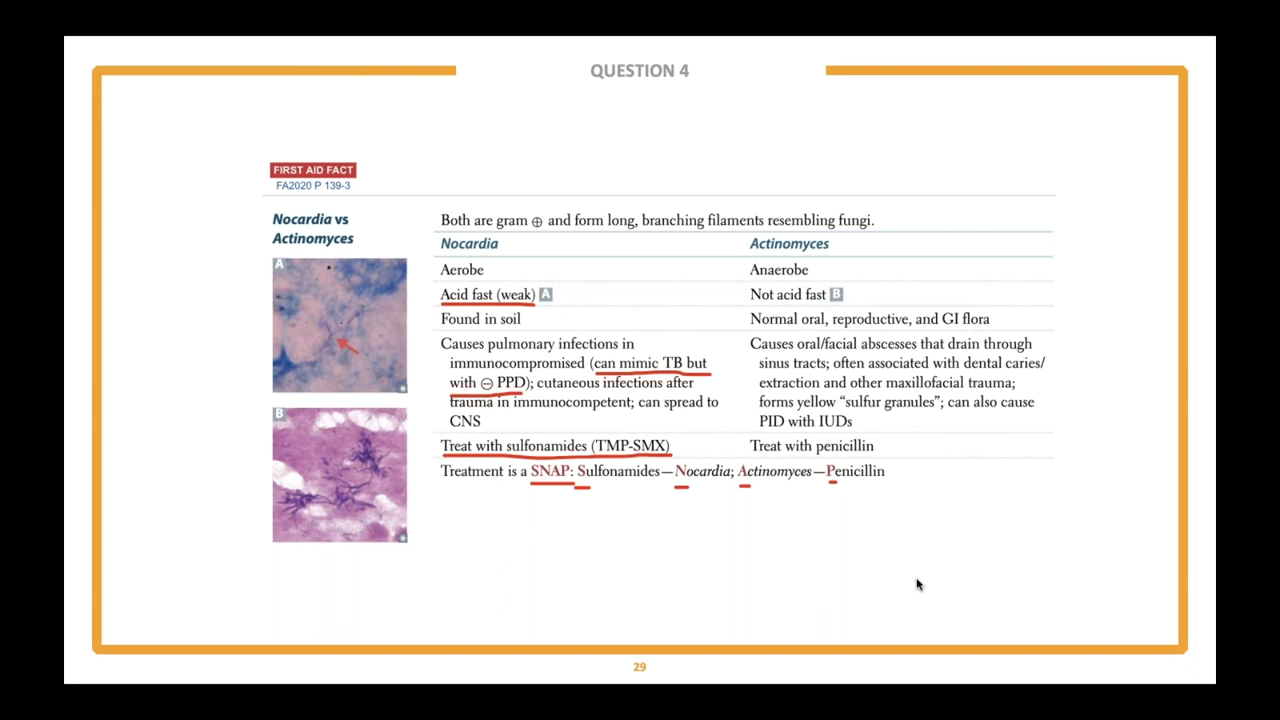 QUESTION 4
FIRST AID FACT
FA2020 P 139-3
Nocardia vs
Actinomyces
A
B
Both are gram ⊕ and form long, branching filaments resembling fungi.
Nocardia Actinomyces
Aerobe Anaerobe
Acid fast (weak) A Not acid fast B
Found in soil Normal oral, reproductive, and GI flora
Causes pulmonary infections in
immunocompromised (can mimic TB but
with ⊖ PPD); cutaneous infections after
trauma in immunocompetent; can spread to
CNS
Causes oral/facial abscesses that drain through
sinus tracts; often associated with dental caries/
extraction and other maxillofacial trauma;
forms yellow “sulfur granules”; can also cause
PID with IUDs
Treat with sulfonamides (TMP-SMX) Treat with penicillin
Treatment is a SNAP: Sulfonamides—Nocardia; Actinomyces—Penicillin
29